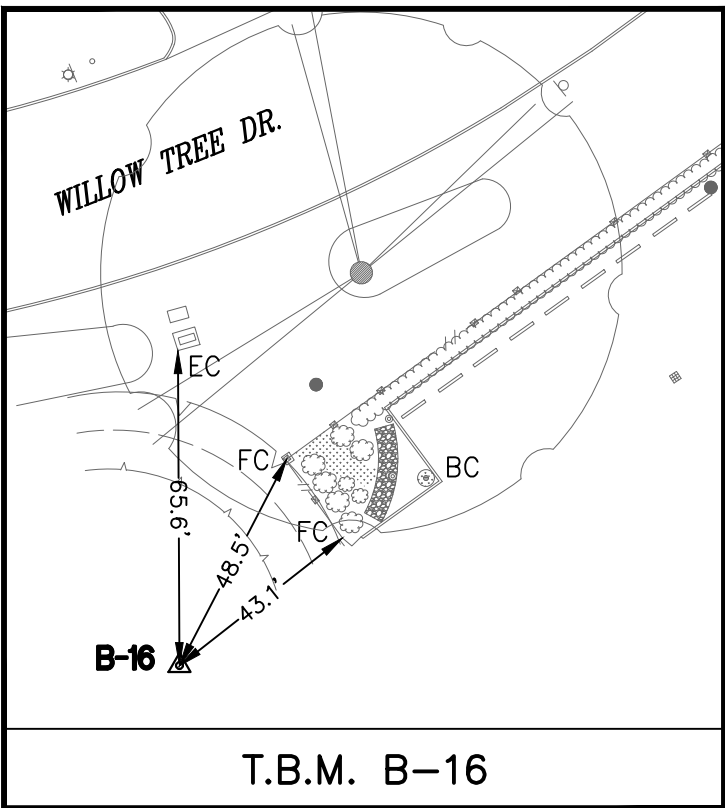 WILLOW TREE DR.
EC
FC
BC
FC
65.6'
48.5'
43.1'
B-16
T.B.M. B-16